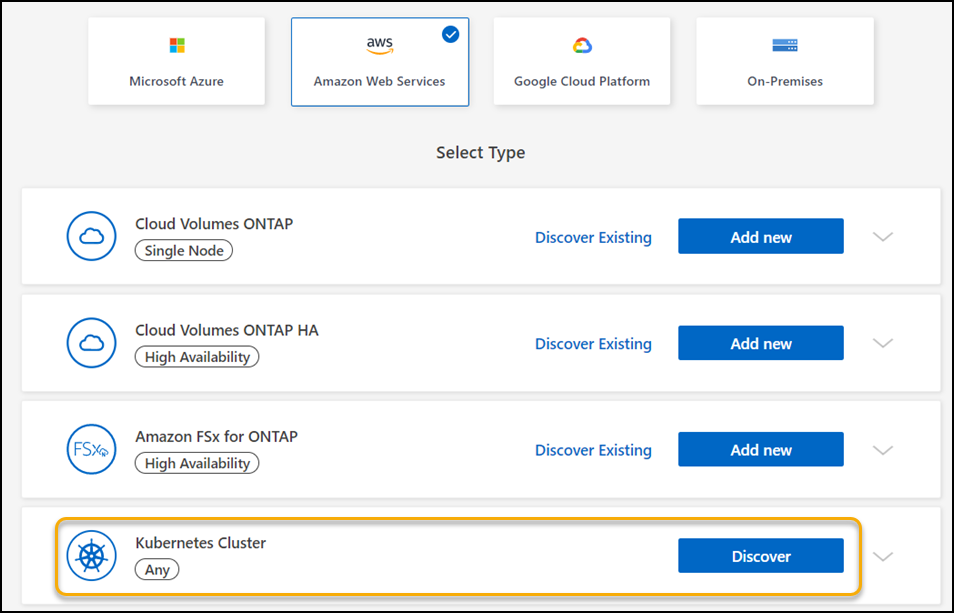 aws
Microsoft Azure
Amazon Web Services
Google Cloud Platform
On-Premises
Select Type
Cloud Volumes ONTAP
Single Node
Discover Existing
Add new
Cloud Volumes ONTAP HA
High Availability
Discover Existing
Add new
FSx
Amazon FSx for ONTAP
High Availability
Discover Existing
Add new
Kubernetes Cluster
Any
Discover